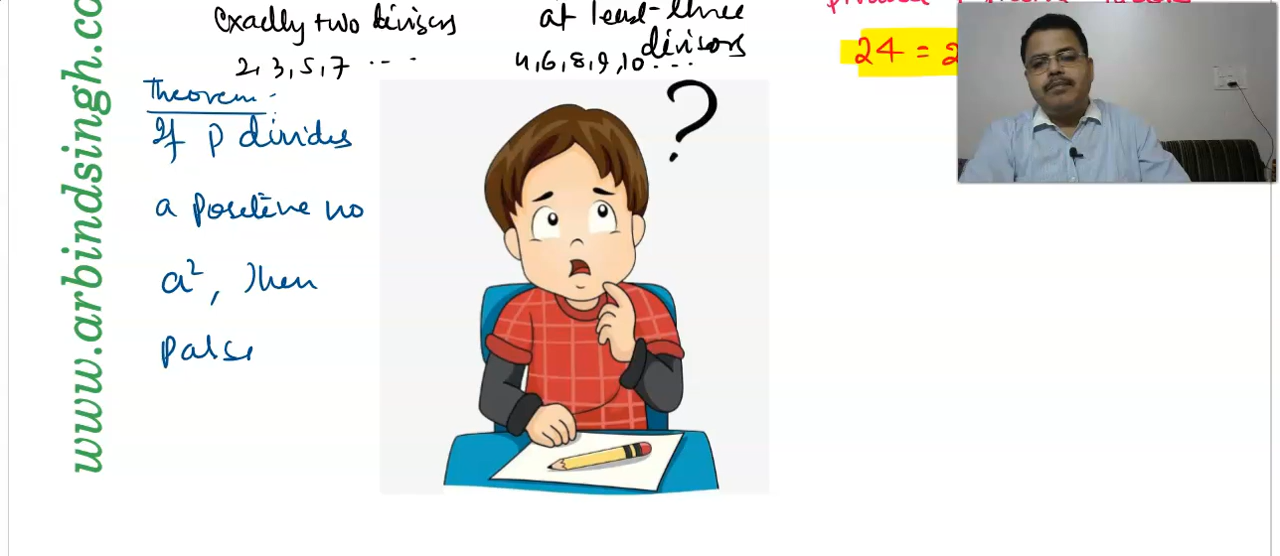 exactly two divisors
2, 3, 5, 7 ....
at least three
divisors
4, 6, 8, 9, 10 ...
24 = 2
Theorem:
If p divides
a positive no
a², then
p also
?
www.arbindsingh.co